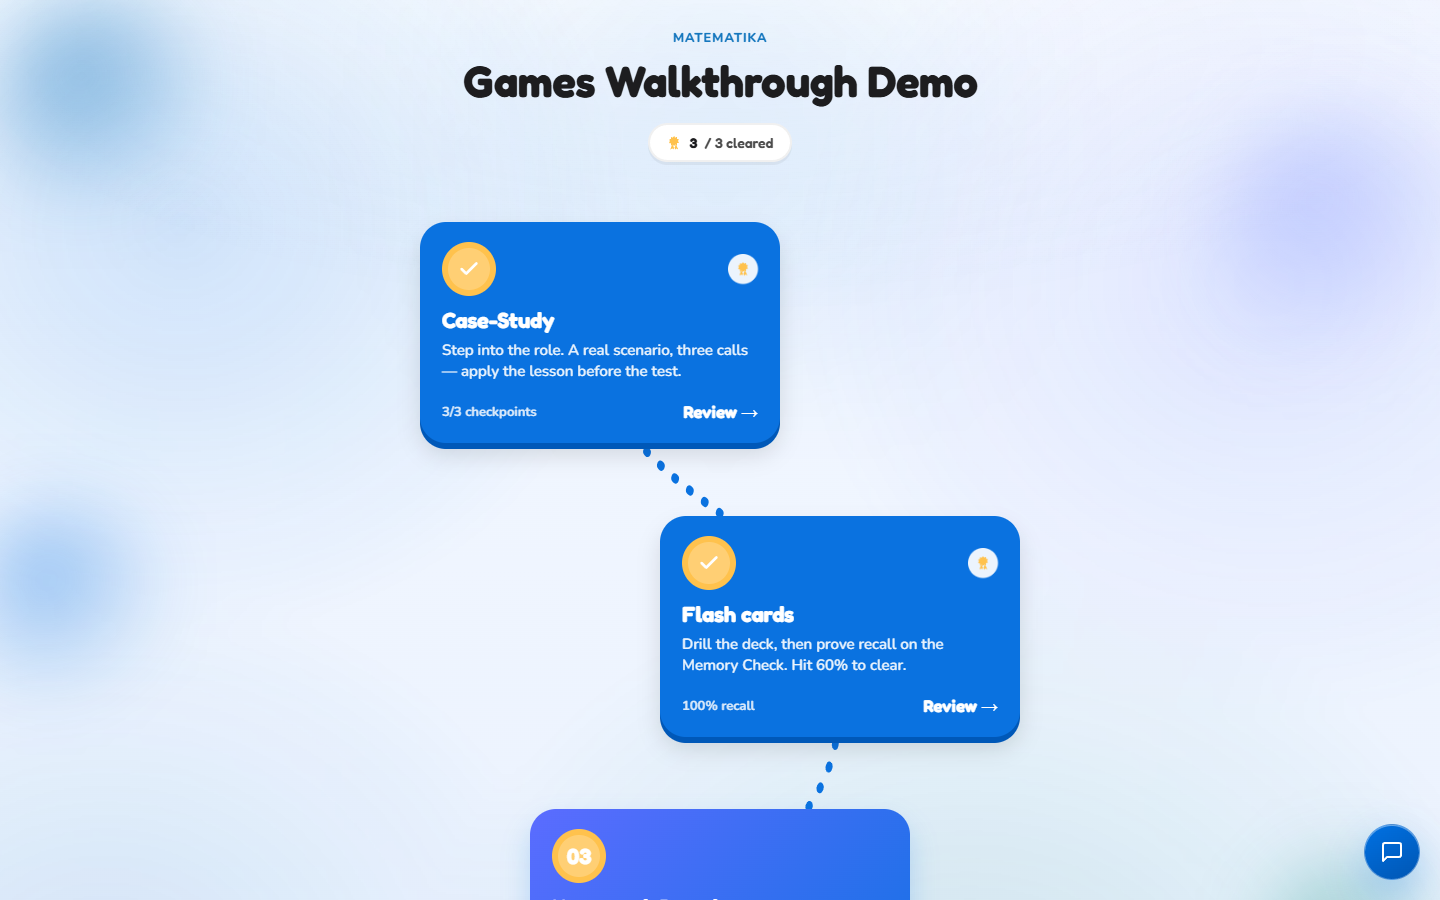 MATEMATIKA
Games Walkthrough Demo
3 / 3 cleared
Case-Study
Step into the role. A real scenario, three calls
— apply the lesson before the test.
3/3 checkpoints
Review →
Flash cards
Drill the deck, then prove recall on the
Memory Check. Hit 60% to clear.
100% recall
Review →
03